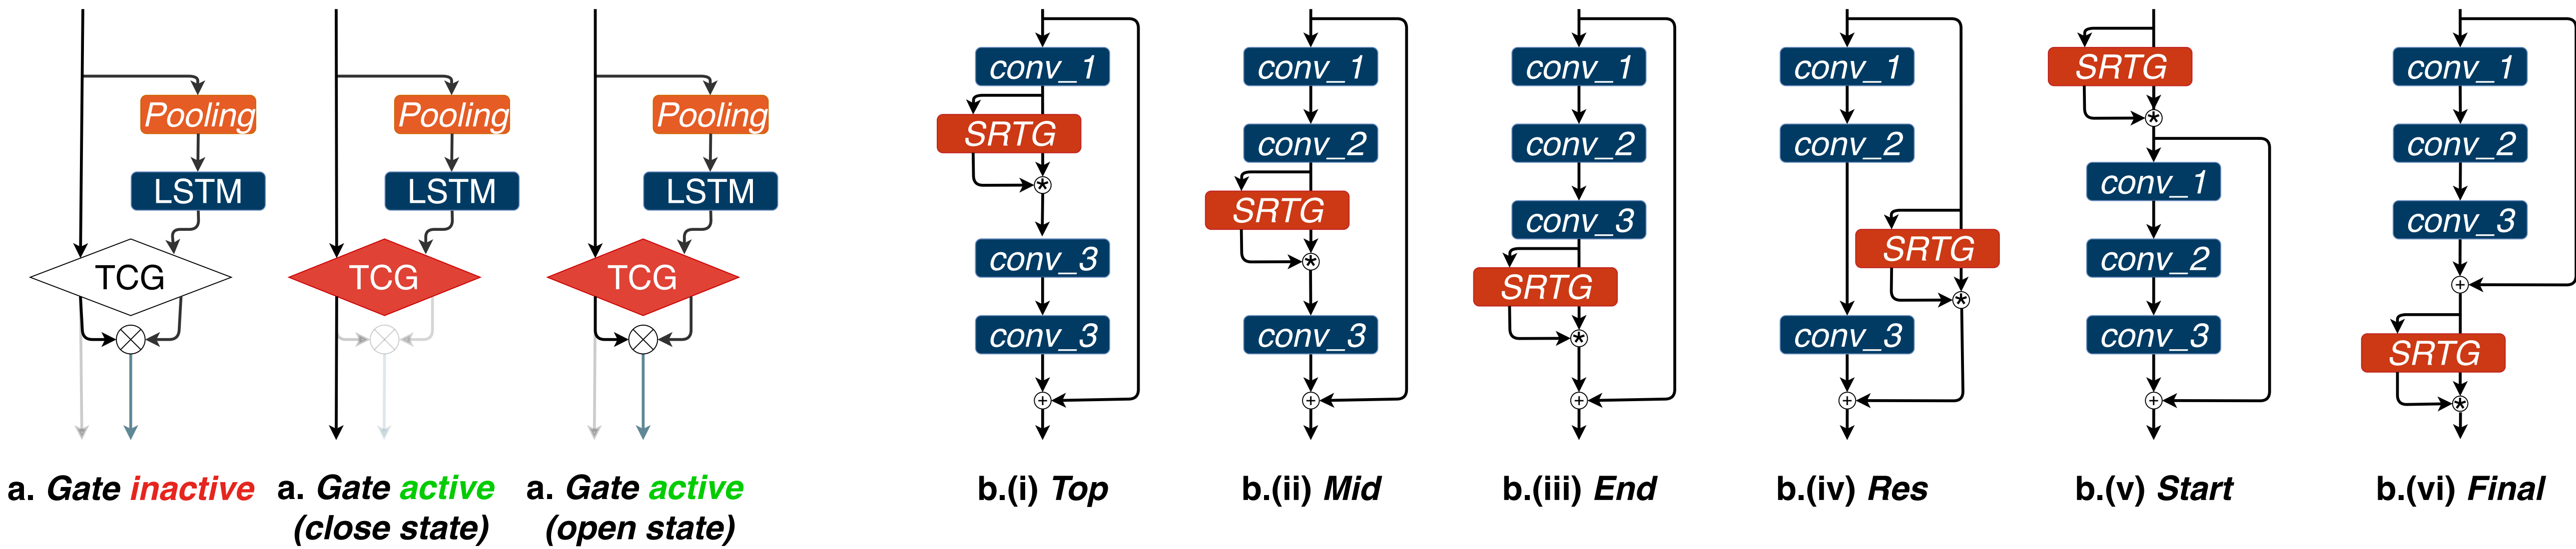 Pooling
LSTM
TCG
a. Gate inactive
Pooling
LSTM
TCG
a. Gate active
(close state)
Pooling
LSTM
TCG
a. Gate active
(open state)
conv_1
SRTG
*
conv_3
conv_3
+
b.(i) Top
conv_1
conv_2
SRTG
*
conv_3
+
b.(ii) Mid
conv_1
conv_2
conv_3
SRTG
*
+
b.(iii) End
conv_1
conv_2
SRTG
*
conv_3
+
b.(iv) Res
SRTG
*
conv_1
conv_2
conv_3
+
b.(v) Start
conv_1
conv_2
conv_3
+
SRTG
*
b.(vi) Final